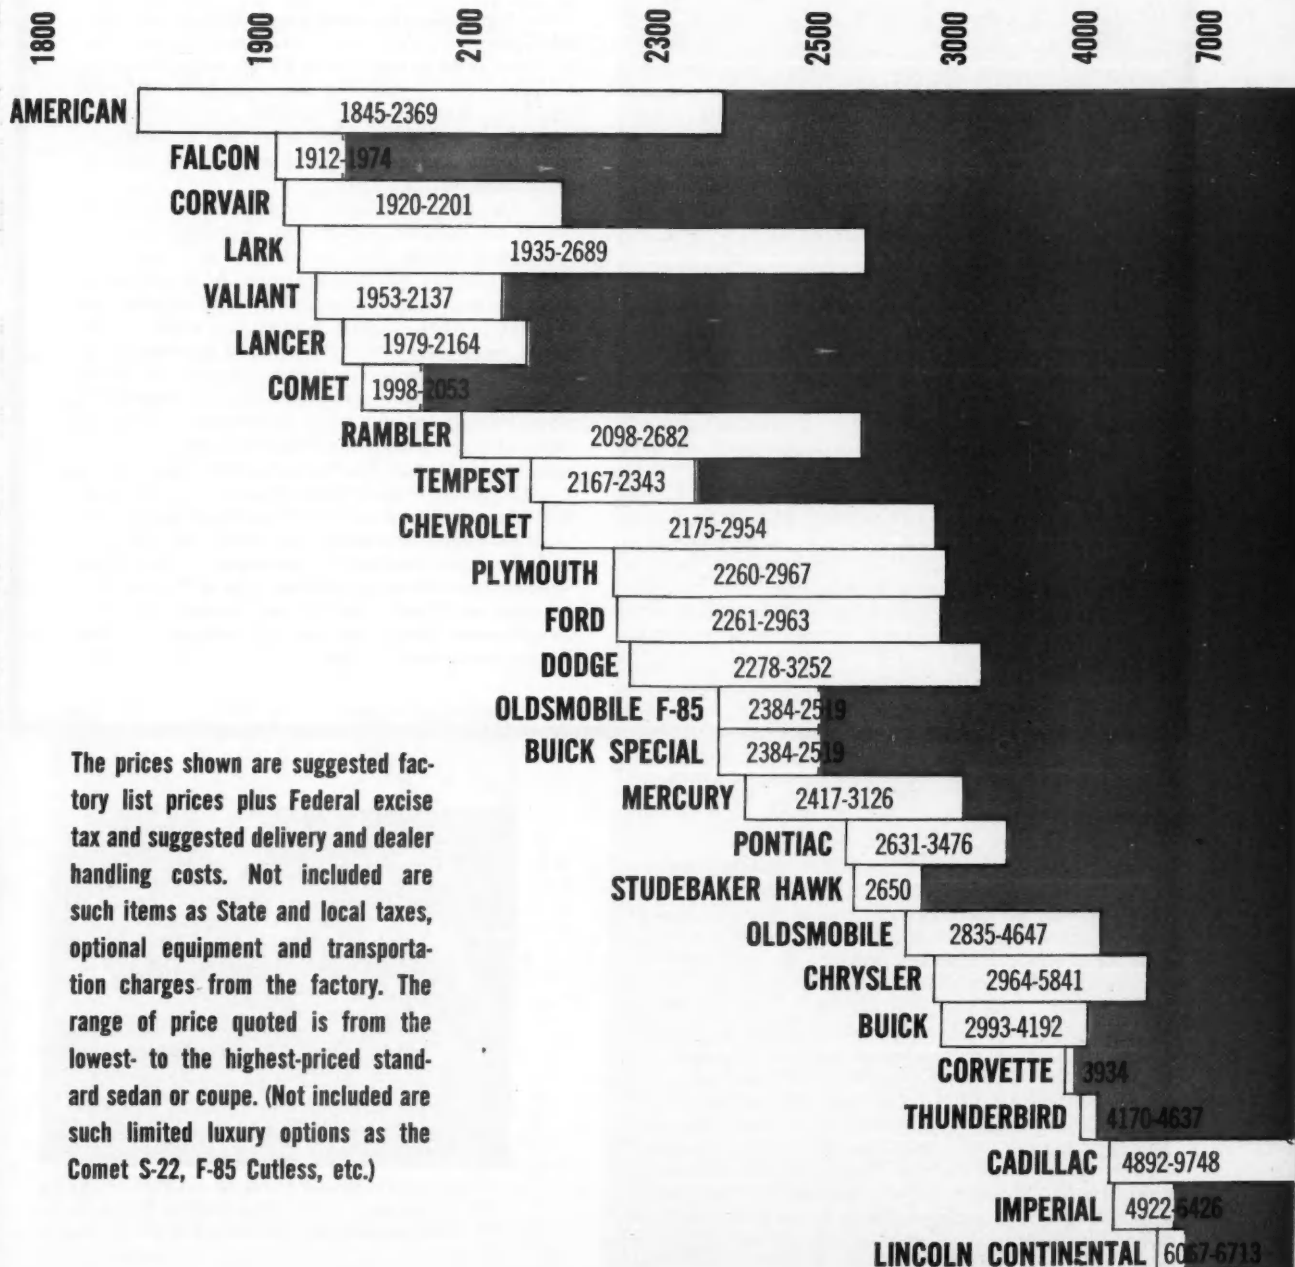 1800 1900 2100 2300 2500 3000 4000 7000
AMERICAN 1845-2369
FALCON 1912-1974
CORVAIR 1920-2201
LARK 1935-2689
VALIANT 1953-2137
LANCER 1979-2164
COMET 1998-2053
RAMBLER 2098-2682
TEMPEST 2167-2343
CHEVROLET 2175-2954
PLYMOUTH 2260-2967
FORD 2261-2963
DODGE 2278-3252
OLDSMOBILE F-85 2384-2519
BUICK SPECIAL 2384-2519
MERCURY 2417-3126
PONTIAC 2631-3476
STUDEBAKER HAWK 2650
OLDSMOBILE 2835-4647
CHRYSLER 2964-5841
BUICK 2993-4192
CORVETTE 3934
THUNDERBIRD 4170-4637
CADILLAC 4892-9748
IMPERIAL 4922-6426
LINCOLN CONTINENTAL 6067-6713
The prices shown are suggested fac-
tory list prices plus Federal excise
tax and suggested delivery and dealer
handling costs. Not included are
such items as State and local taxes,
optional equipment and transporta-
tion charges from the factory. The
range of price quoted is from the
lowest- to the highest-priced stand-
ard sedan or coupe. (Not included are
such limited luxury options as the
Comet S-22, F-85 Cutless, etc.)